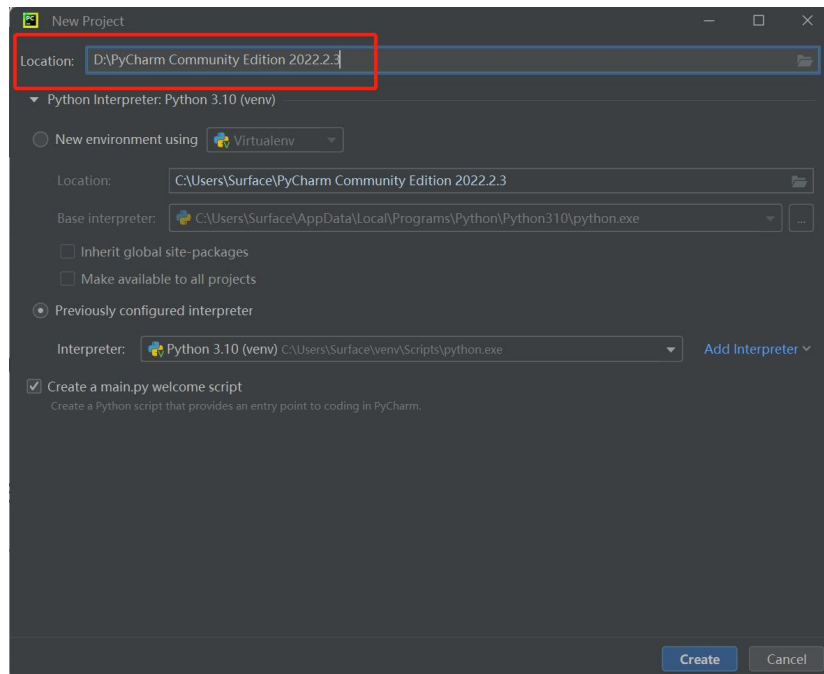 New Project
Location: D:\PyCharm Community Edition 2022.2.3
Python Interpreter: Python 3.10 (venv)
New environment using Virtualenv
Location: C:\Users\Surface\PyCharm Community Edition 2022.2.3
Base interpreter: C:\Users\Surface\AppData\Local\Programs\Python\Python310\python.exe ...
Inherit global site-packages
Make available to all projects
Previously configured interpreter
Interpreter: Python 3.10 (venv) C:\Users\Surface\venv\Scripts\python.exe Add Interpreter
Create a main.py welcome script
Create a Python script that provides an entry point to coding in PyCharm.
Create Cancel